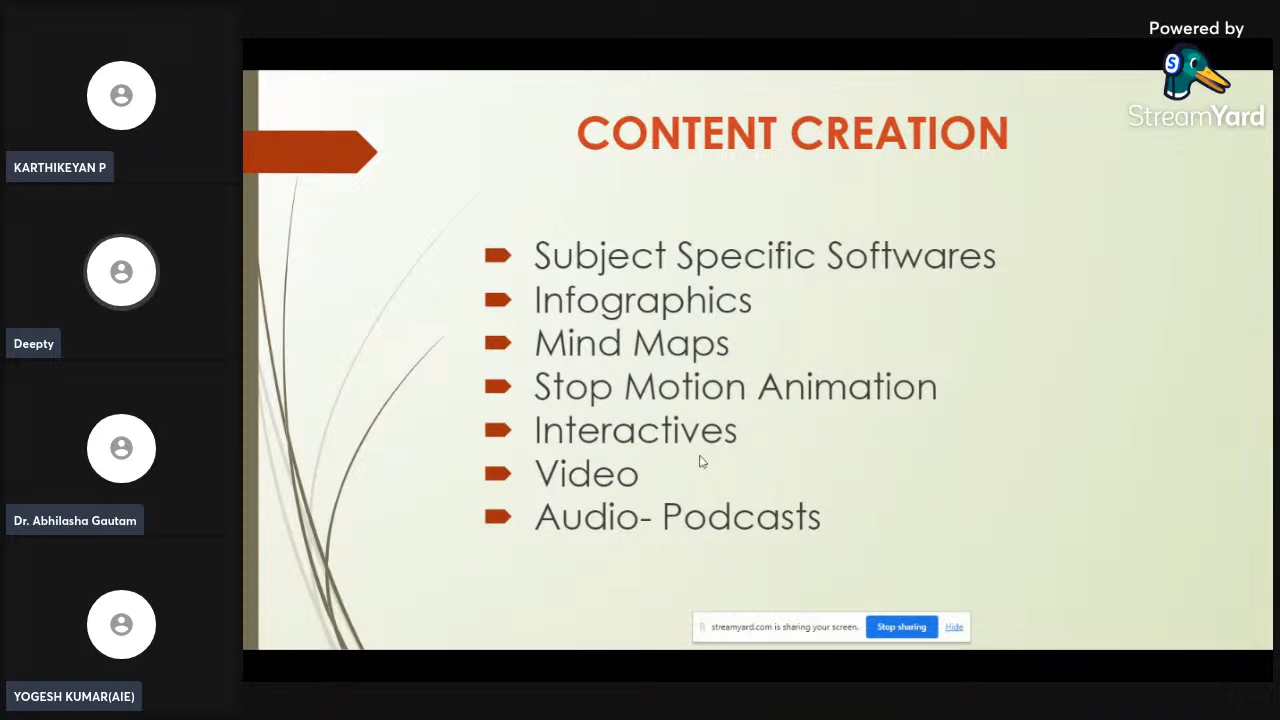 Powered by
StreamYard
KARTHIKEYAN P
Deepty
Dr. Abhilasha Gautam
YOGESH KUMAR(AIE)
CONTENT CREATION
Subject Specific Softwares
Infographics
Mind Maps
Stop Motion Animation
Interactives
Video
Audio- Podcasts
streamyard.com is sharing your screen.
Stop sharing
Hide